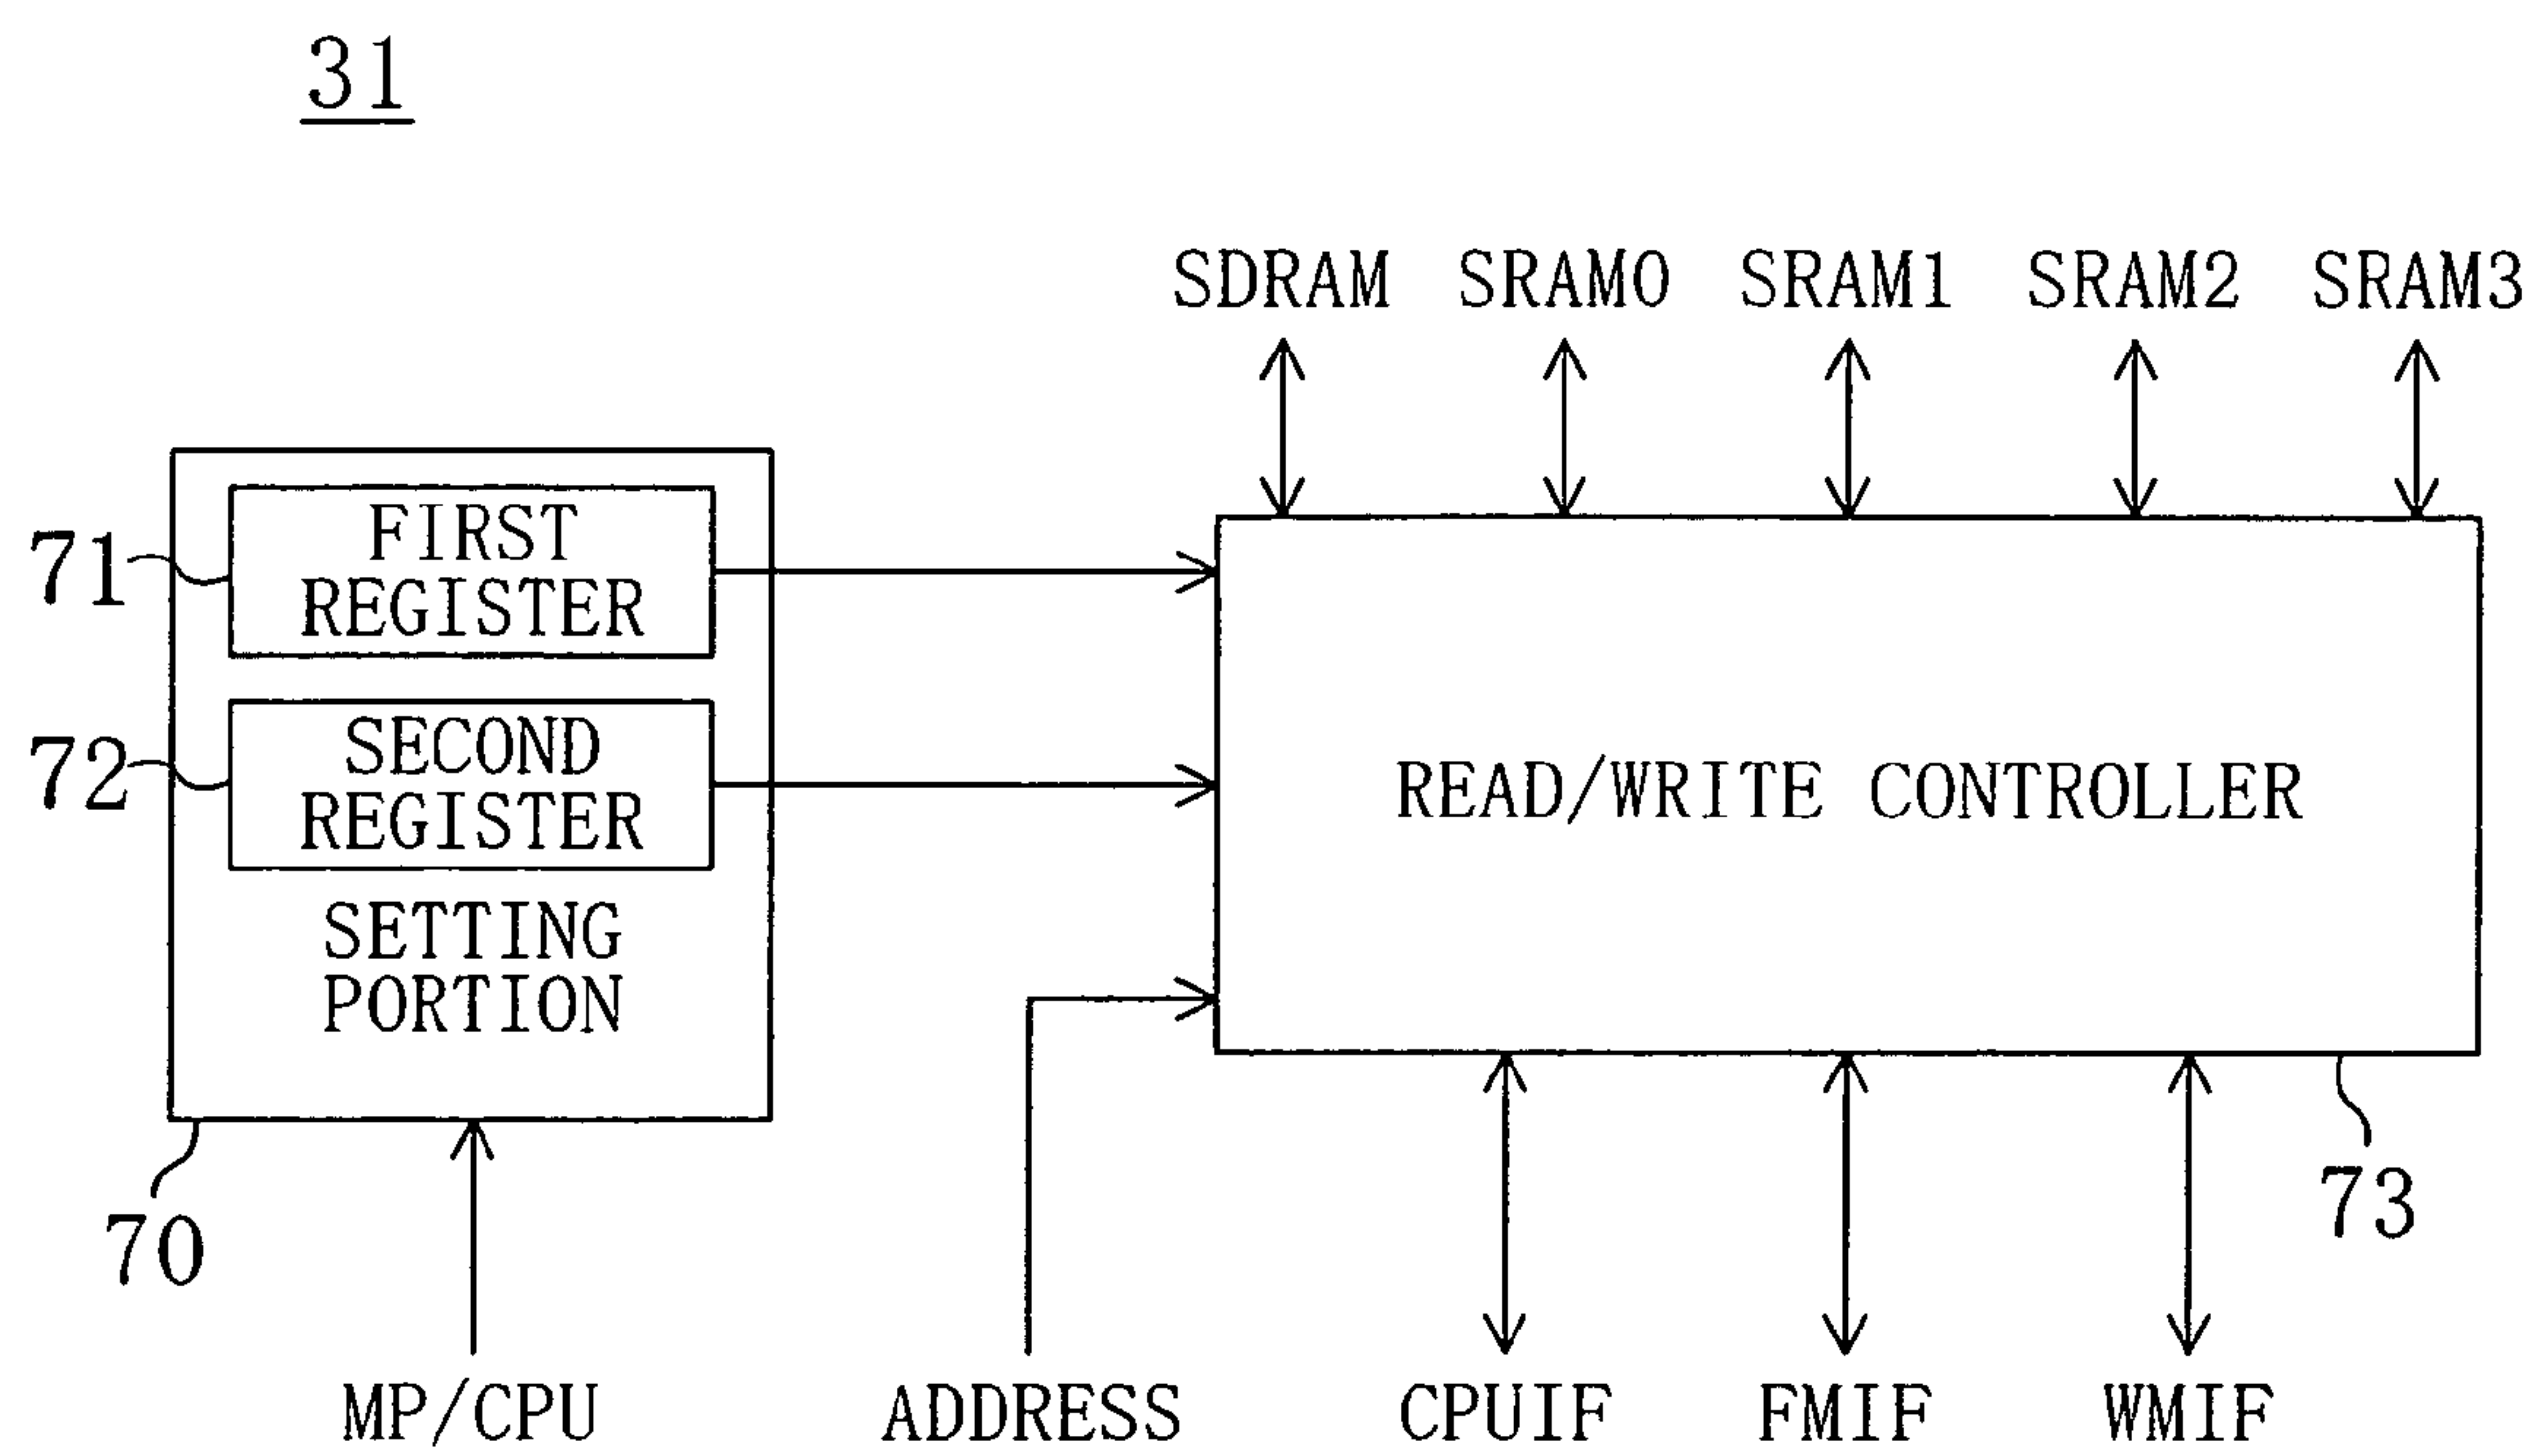 31
SDRAM SRAM0 SRAM1 SRAM2 SRAM3
71
FIRST
REGISTER
72
SECOND
REGISTER
SETTING
PORTION
READ/WRITE CONTROLLER
70
73
MP/CPU ADDRESS CPUIF FMIF WMIF